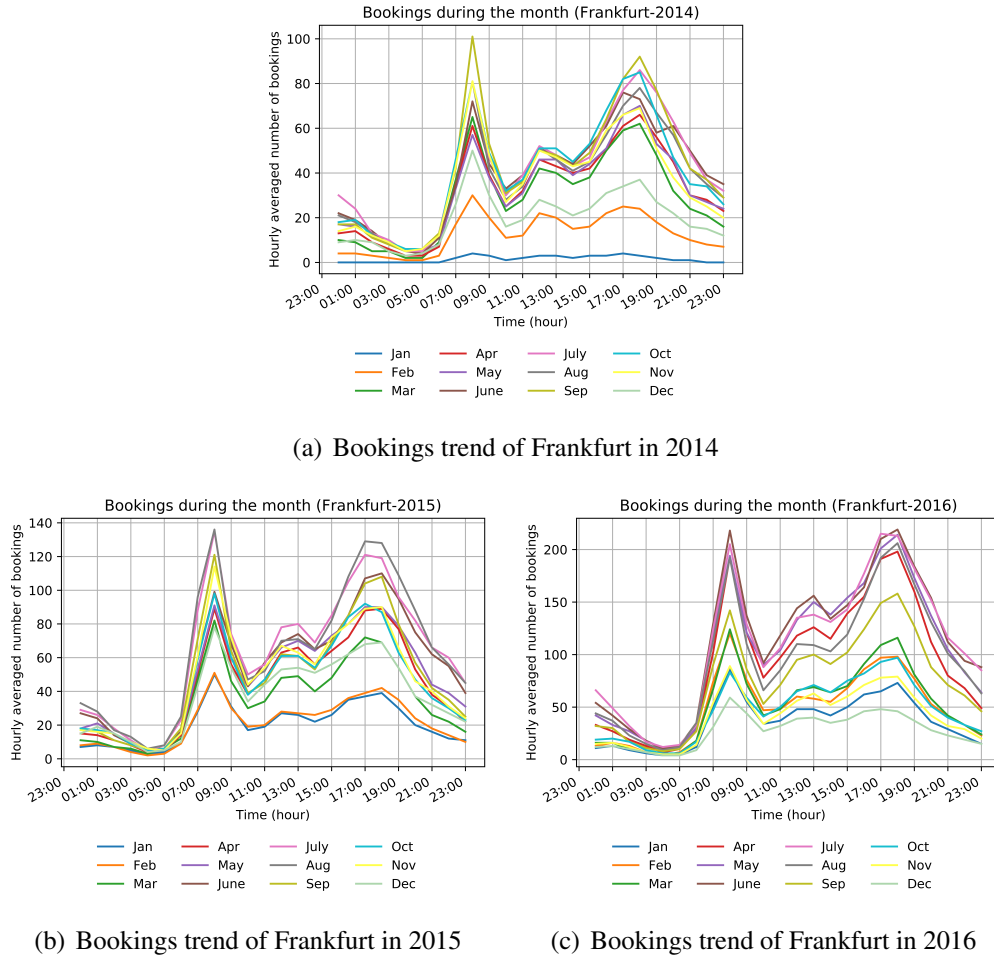 Bookings during the month (Frankfurt-2014)
Hourly averaged number of bookings
100
80
60
40
20
0
23:00 01:00 03:00 05:00 07:00 09:00 11:00 13:00 15:00 17:00 19:00 21:00 23:00
Time (hour)
Jan Apr July Oct
Feb May Aug Nov
Mar June Sep Dec
(a) Bookings trend of Frankfurt in 2014
Bookings during the month (Frankfurt-2015)
Hourly averaged number of bookings
140
120
100
80
60
40
20
0
23:00 01:00 03:00 05:00 07:00 09:00 11:00 13:00 15:00 17:00 19:00 21:00 23:00
Time (hour)
Jan Apr July Oct
Feb May Aug Nov
Mar June Sep Dec
(b) Bookings trend of Frankfurt in 2015
Bookings during the month (Frankfurt-2016)
Hourly averaged number of bookings
200
150
100
50
0
23:00 01:00 03:00 05:00 07:00 09:00 11:00 13:00 15:00 17:00 19:00 21:00 23:00
Time (hour)
Jan Apr July Oct
Feb May Aug Nov
Mar June Sep Dec
(c) Bookings trend of Frankfurt in 2016